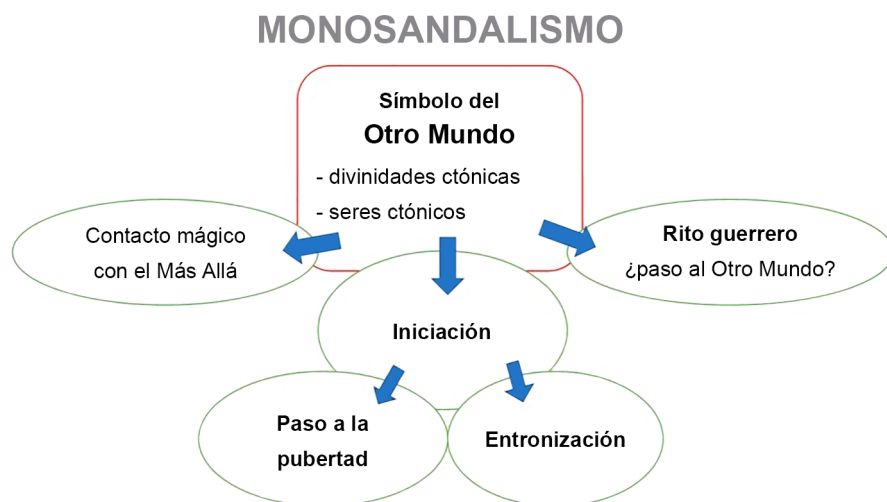 MONOSANDALISMO
Símbolo del
Otro Mundo
- divinidades ctónicas
- seres ctónicos
Contacto mágico
con el Más Allá
Rito guerrero
¿paso al Otro Mundo?
Iniciación
Paso a la
pubertad
Entronización